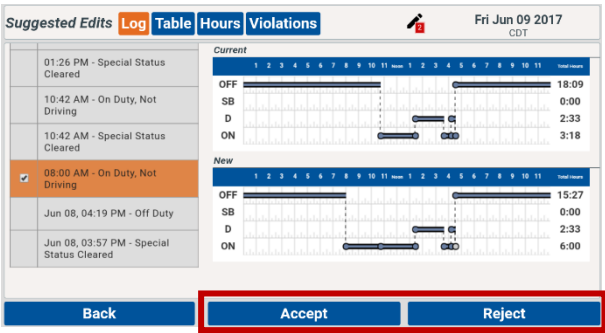 Suggested Edits Log Table Hours Violations 2 Fri Jun 09 2017
CDT
01:26 PM - Special Status
Cleared
10:42 AM - On Duty, Not
Driving
10:42 AM - Special Status
Cleared
08:00 AM - On Duty, Not
Driving
Jun 08, 04:19 PM - Off Duty
Jun 08, 03:57 PM - Special
Status Cleared
Current
1 2 3 4 5 6 7 8 9 10 11 Noon 1 2 3 4 5 6 7 8 9 10 11 Total Hours
OFF 18:09
SB 0:00
D 2:33
ON 3:18
New
1 2 3 4 5 6 7 8 9 10 11 Noon 1 2 3 4 5 6 7 8 9 10 11 Total Hours
OFF 15:27
SB 0:00
D 2:33
ON 6:00
Back Accept Reject